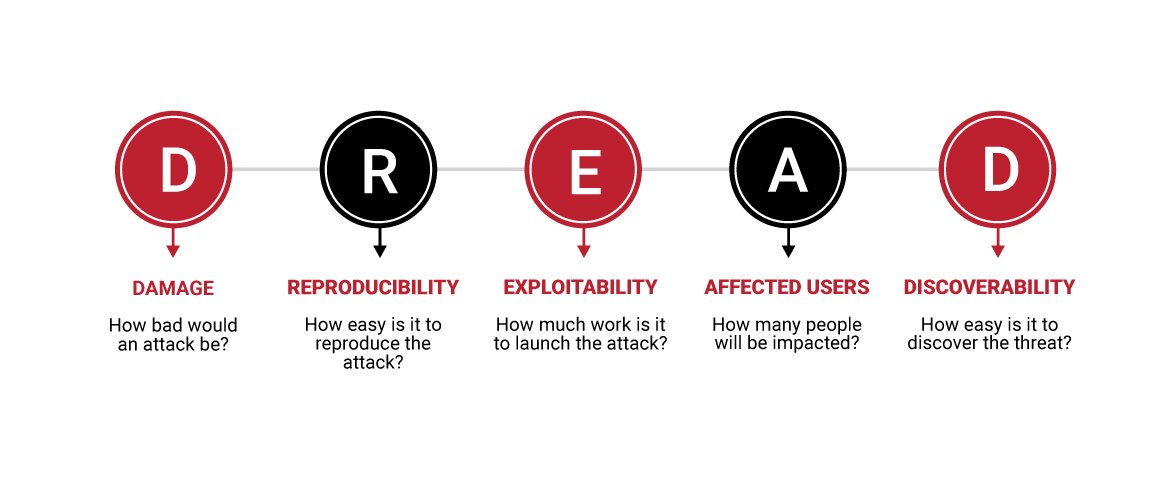 D
R
E
A
D
DAMAGE
How bad would
an attack be?
REPRODUCIBILITY
How easy is it to
reproduce the
attack?
EXPLOITABILITY
How much work is it
to launch the attack?
AFFECTED USERS
How many people
will be impacted?
DISCOVERABILITY
How easy is it to
discover the threat?